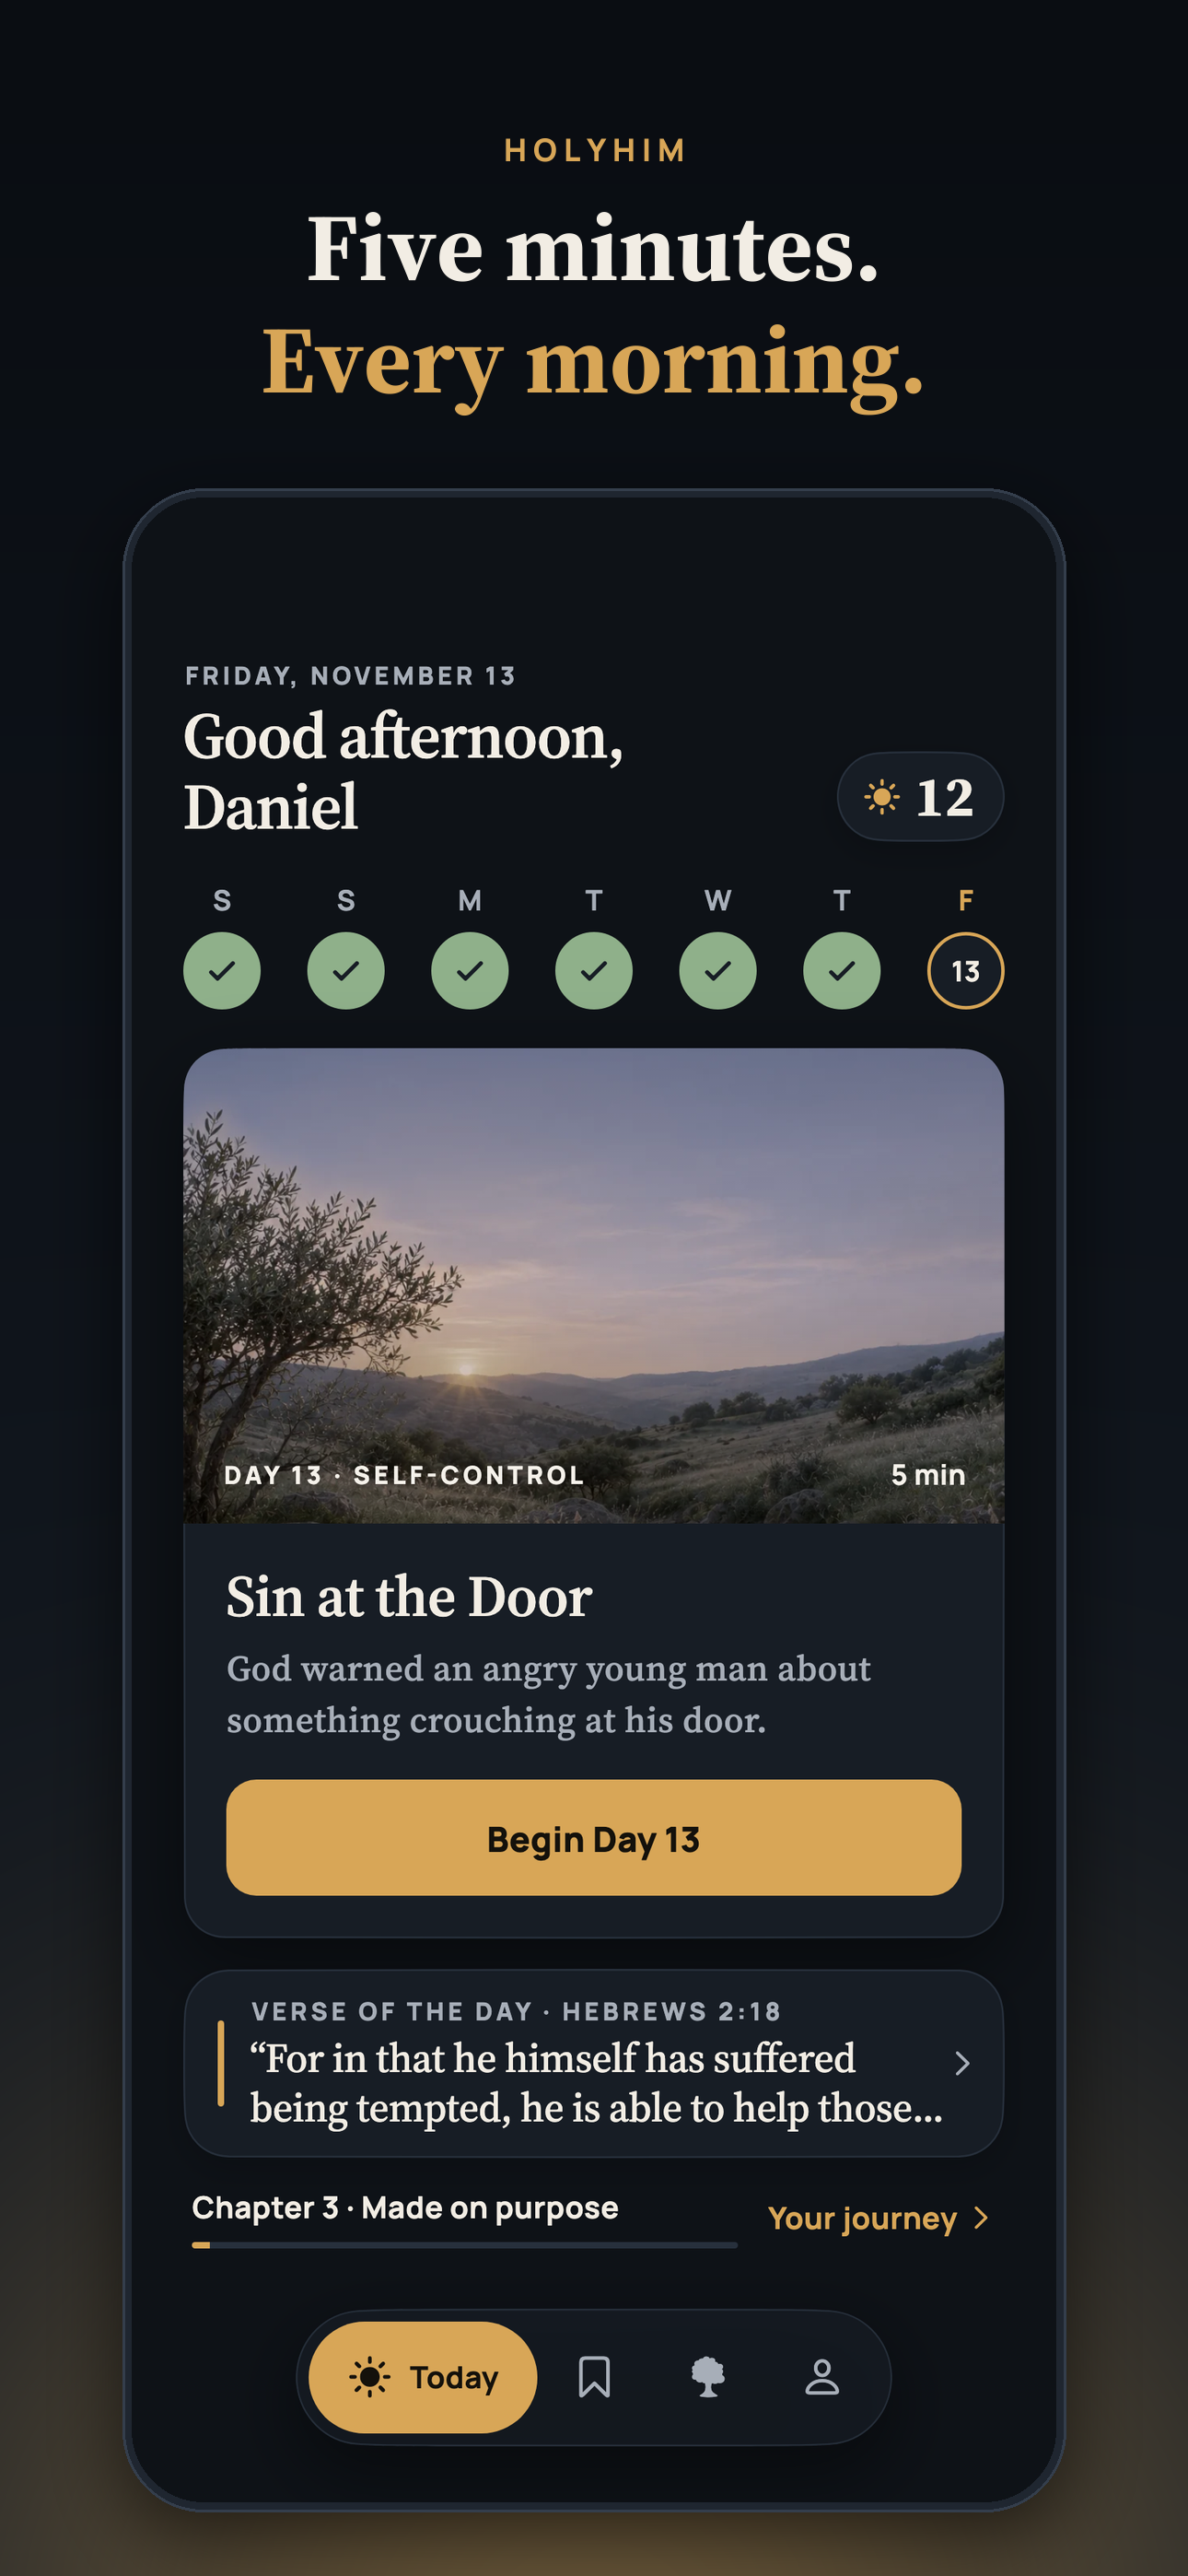 HOLYHIM
Five minutes.
Every morning.
FRIDAY, NOVEMBER 13
Good afternoon,
Daniel
12
S S M T W T F
13
DAY 13 · SELF-CONTROL
5 min
Sin at the Door
God warned an angry young man about
something crouching at his door.
Begin Day 13
VERSE OF THE DAY · HEBREWS 2:18
“For in that he himself has suffered
being tempted, he is able to help those...
Chapter 3 · Made on purpose
Your journey
Today